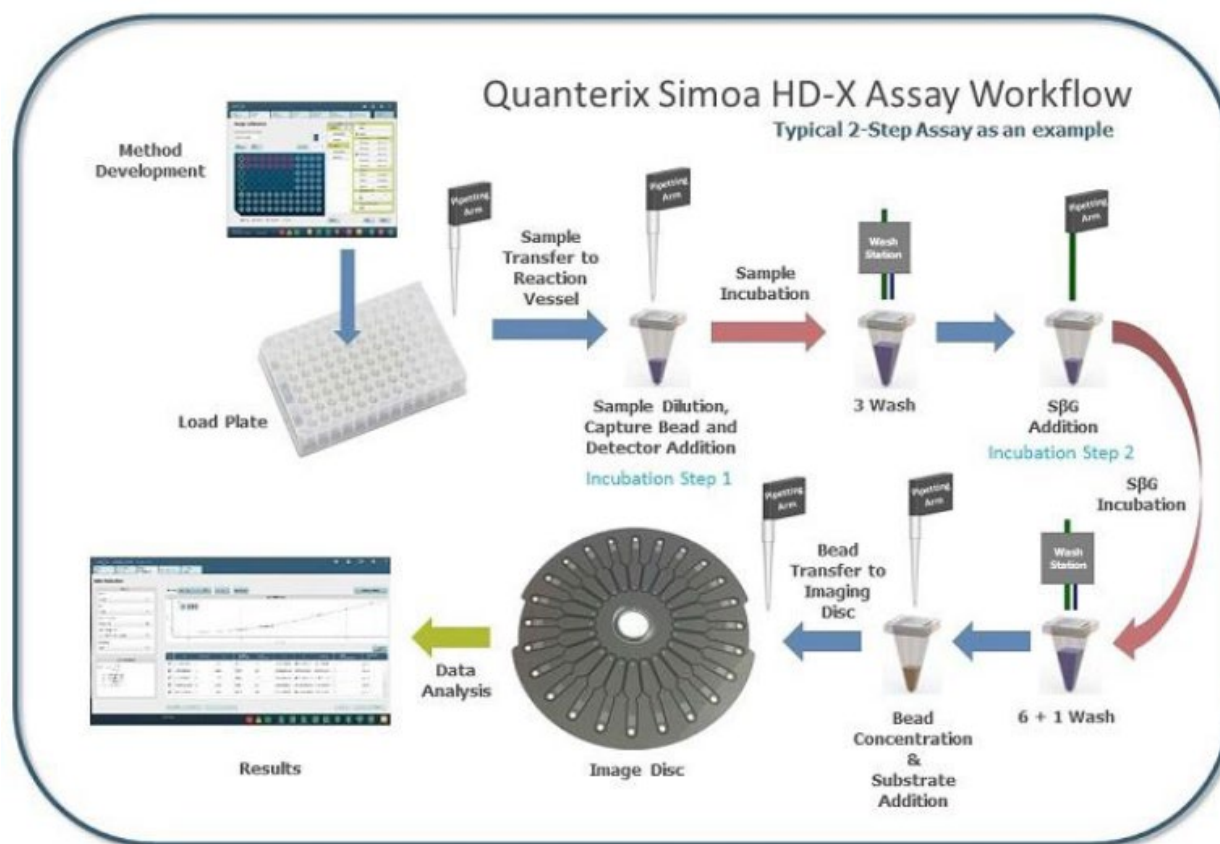 Quanterix Simoa HD-X Assay Workflow
Typical 2-Step Assay as an example
Method
Development
Pipetting
Arm
Sample
Transfer to
Reaction
Vessel
Pipetting
Arm
Sample
Incubation
Wash
Station
Pipetting
Arm
Load Plate
Sample Dilution,
Capture Bead and
Detector Addition
Incubation Step 1
3 Wash
SβG
Addition
Incubation Step 2
SβG
Incubation
Wash
Station
6 + 1 Wash
Pipetting
Arm
Bead
Concentration
&
Substrate
Addition
Pipetting
Arm
Bead
Transfer to
Imaging
Disc
Image Disc
Data
Analysis
Results